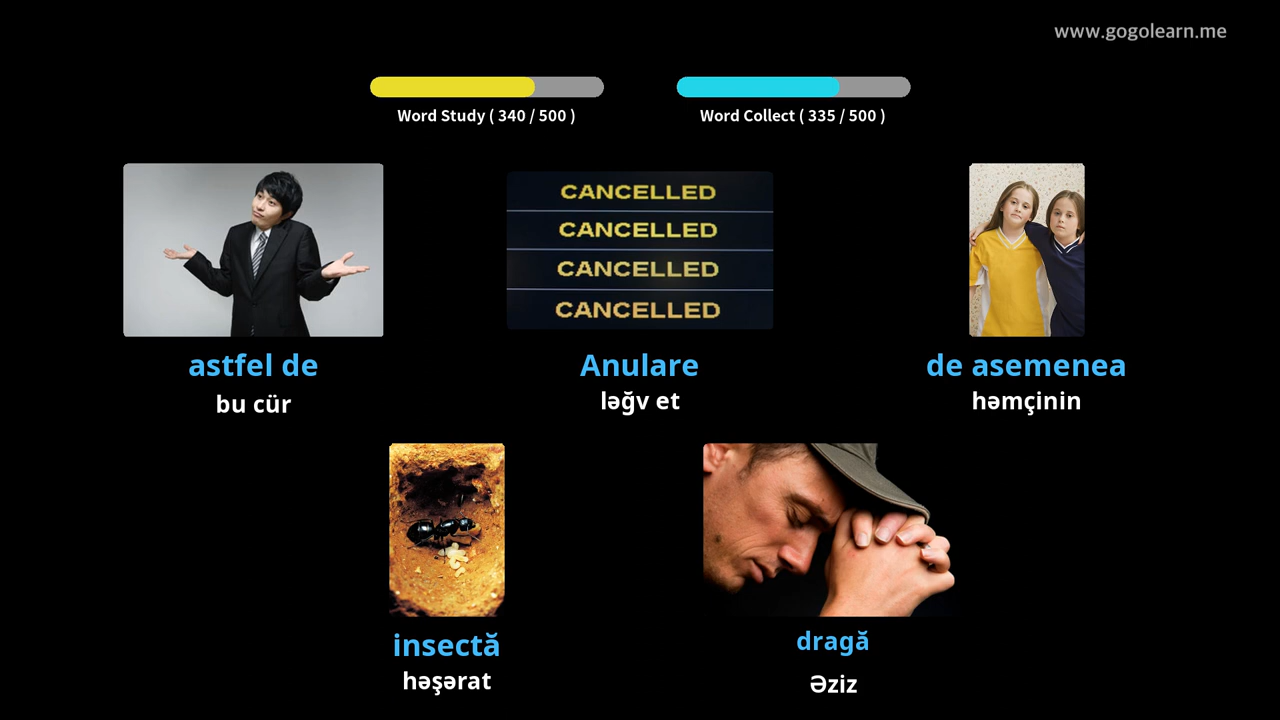 www.gogolearn.me
Word Study ( 340 / 500 )
Word Collect ( 335 / 500 )
CANCELLED
CANCELLED
CANCELLED
CANCELLED
astfel de
bu cür
Anulare
ləğv et
de asemenea
həmçinin
insectă
həşərat
dragă
Əziz